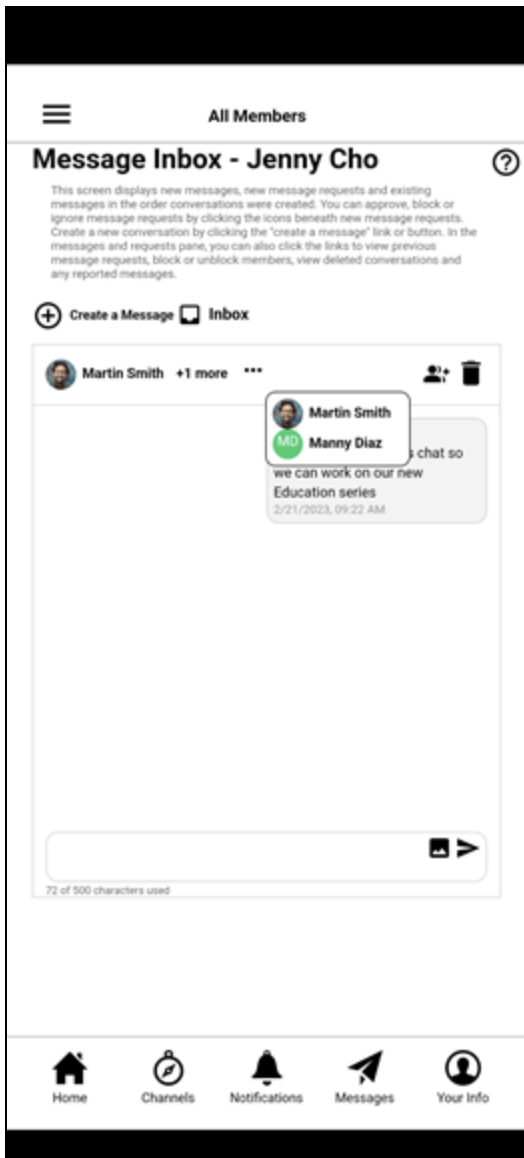 All Members
Message Inbox - Jenny Cho
This screen displays new messages, new message requests and existing
messages in the order conversations were created. You can approve, block or
ignore message requests by clicking the icons beneath new message requests.
Create a new conversation by clicking the "create a message" link or button. In the
messages and requests pane, you can also click the links to view previous
message requests, block or unblock members, view deleted conversations and
any reported messages.
Create a Message Inbox
Martin Smith +1 more ...
Martin Smith
MD Manny Diaz
chat so
we can work on our new
Education series
2/21/2023, 09:22 AM
72 of 500 characters used
Home Channels Notifications Messages Your Info